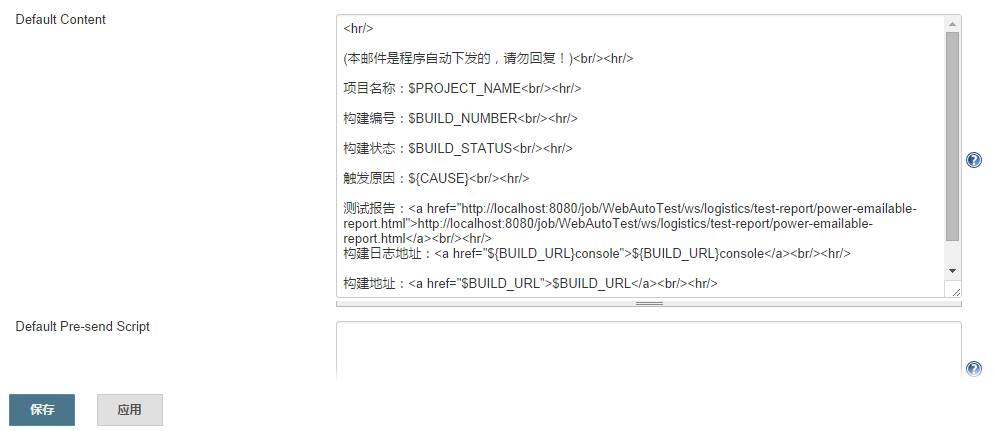 Default Content
<hr/>
(本邮件是程序自动下发的，请勿回复！)<br/><hr/>
项目名称：$PROJECT_NAME<br/><hr/>
构建编号：$BUILD_NUMBER<br/><hr/>
构建状态：$BUILD_STATUS<br/><hr/>
触发原因：${CAUSE}<br/><hr/>
测试报告：<a href="http://localhost:8080/job/WebAutoTest/ws/logistics/test-report/power-emailable-
report.html">http://localhost:8080/job/WebAutoTest/ws/logistics/test-report/power-emailable-
report.html</a><br/><hr/>
构建日志地址：<a href="${BUILD_URL}console">${BUILD_URL}console</a><br/><hr/>
构建地址：<a href="$BUILD_URL">$BUILD_URL</a><br/><hr/>
Default Pre-send Script
保存 应用